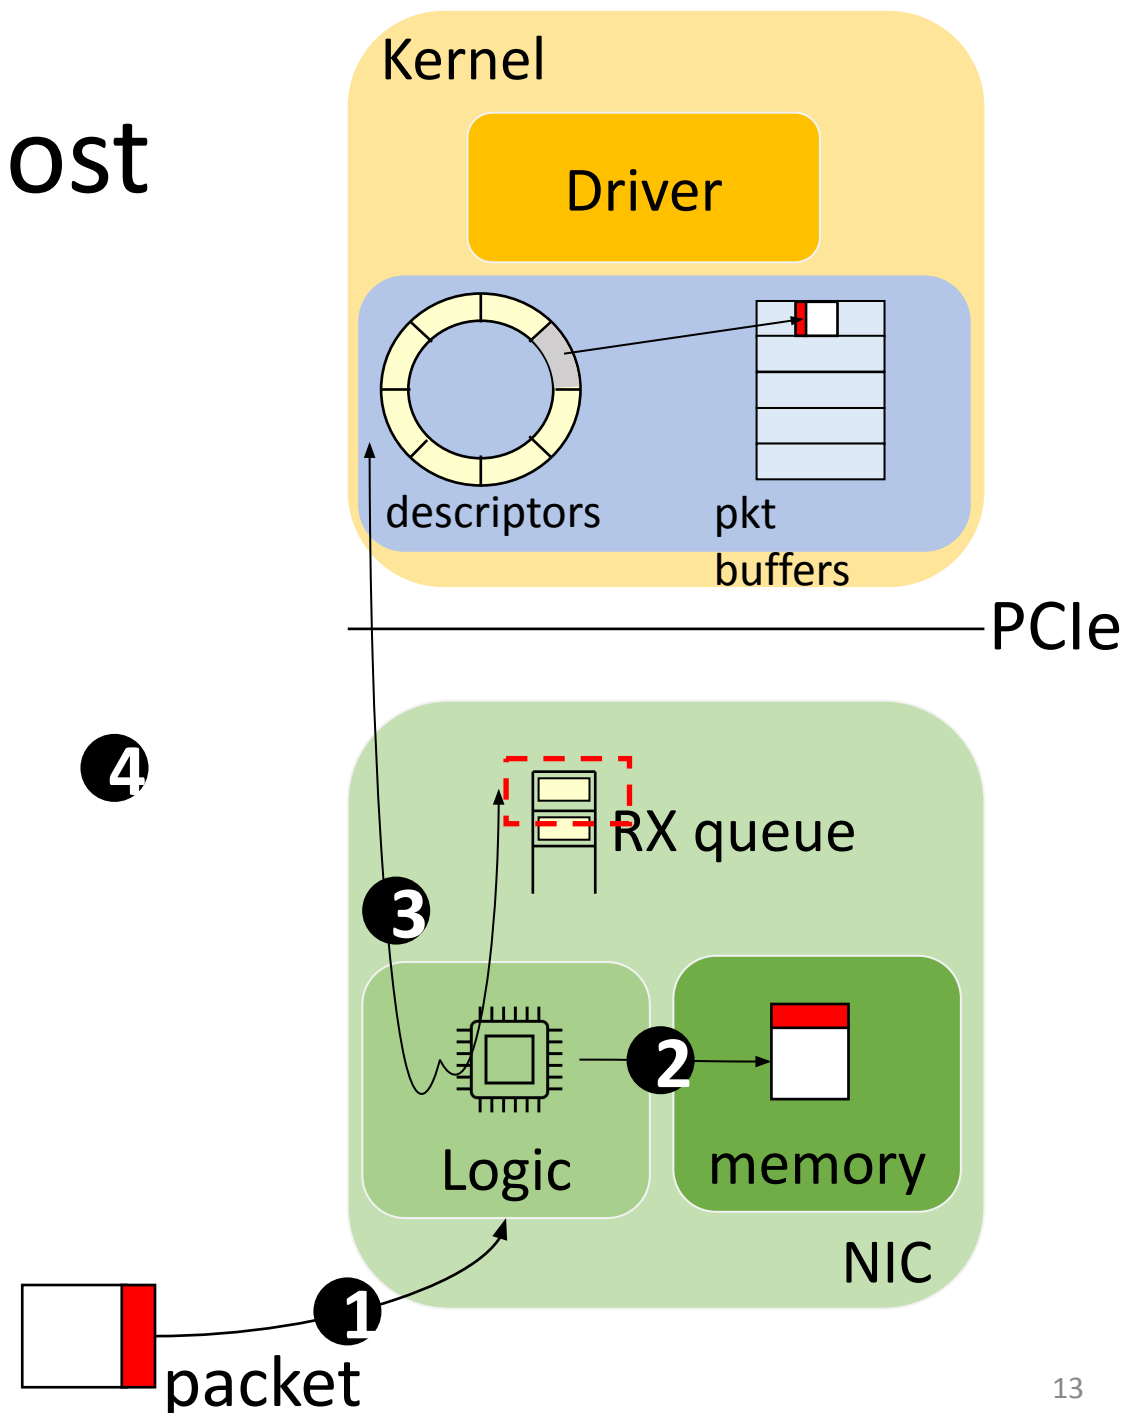 Kernel
ost
Driver
descriptors
pkt
buffers
PCIe
4
RX queue
3
2
Logic
memory
NIC
1
packet
13